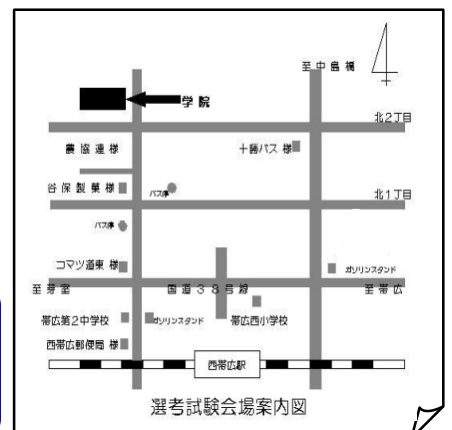 至中島橋
学院
北2丁目
農協連様
十勝バス様
谷保製菓様
バス停
北1丁目
バス停
コマツ道東様
ガソリンスタンド
至芽室
国道38号線
至帯広
帯広第2中学校
ガソリンスタンド
帯広西小学校
西帯広郵便局様
西帯広駅
選考試験会場案内図